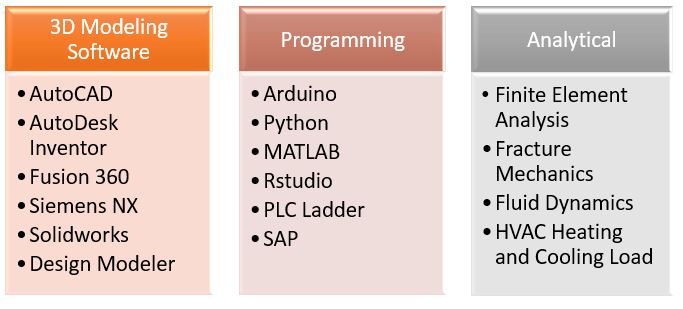 3D Modeling
Software
• AutoCAD
• AutoDesk
Inventor
• Fusion 360
• Siemens NX
• Solidworks
• Design Modeler
Programming
• Arduino
• Python
• MATLAB
• Rstudio
• PLC Ladder
• SAP
Analytical
• Finite Element
Analysis
• Fracture
Mechanics
• Fluid Dynamics
• HVAC Heating
and Cooling Load